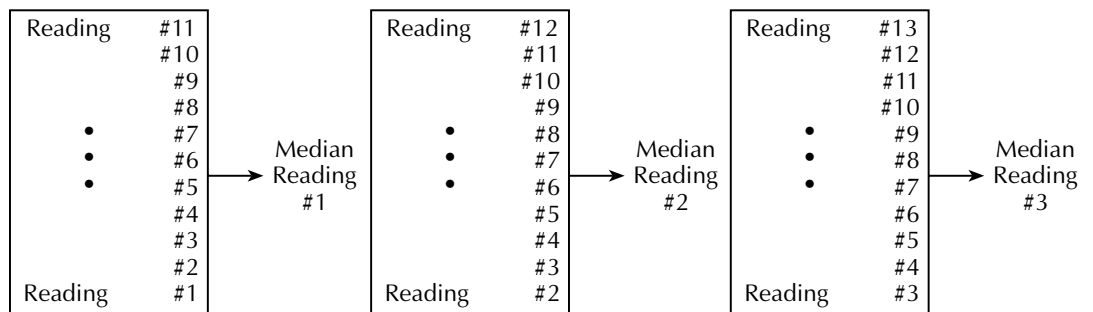 Reading #11
#10
#9
#8
#7
#6
#5
#4
#3
#2
Reading #1
Median
Reading
#1
Reading #12
#11
#10
#9
#8
#7
#6
#5
#4
#3
Reading #2
Median
Reading
#2
Reading #13
#12
#11
#10
#9
#8
#7
#6
#5
#4
Reading #3
Median
Reading
#3